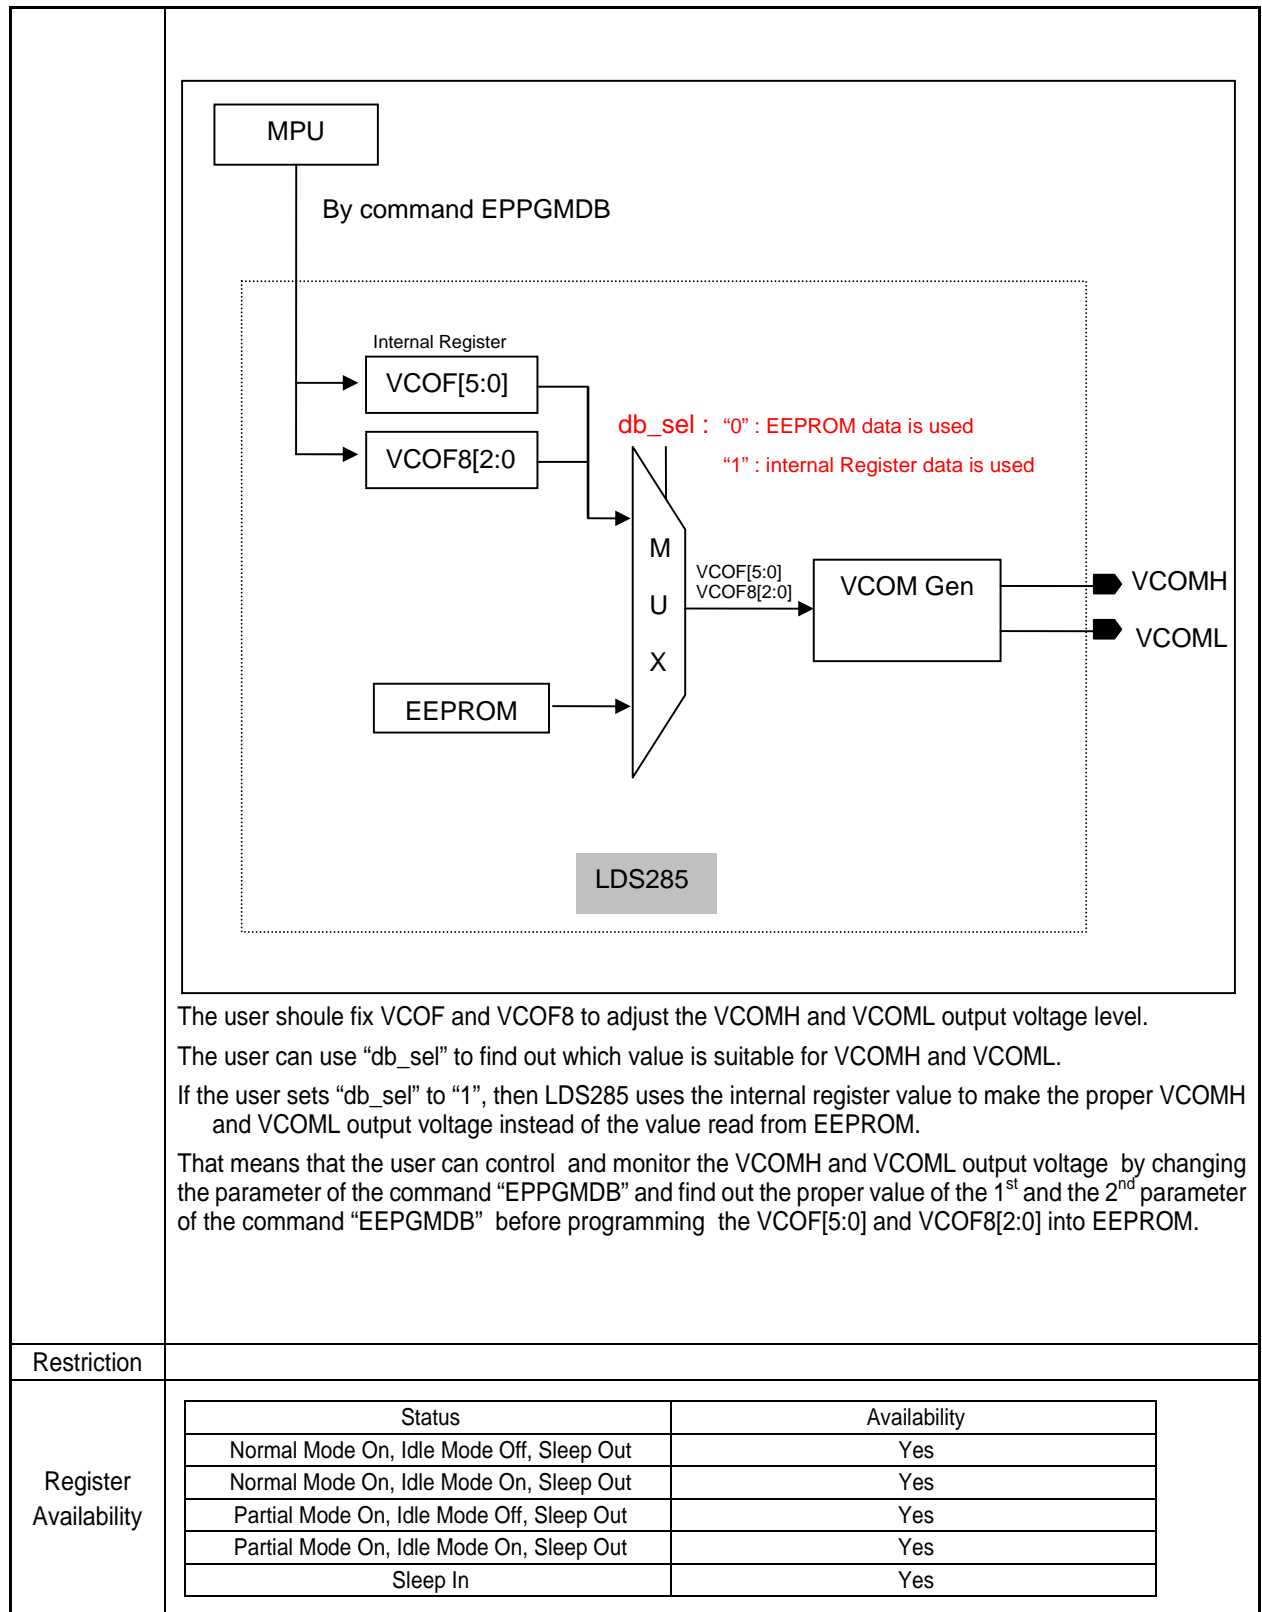 MPU
By command EPPGMDB
Internal Register
VCOF[5:0]
VCOF8[2:0
db_sel : "0" : EEPROM data is used
"1" : internal Register data is used
M
U
X
VCOF[5:0]
VCOF8[2:0]
VCOM Gen
VCOMH
VCOML
EEPROM
LDS285
The user shoule fix VCOF and VCOF8 to adjust the VCOMH and VCOML output voltage level.
The user can use “db_sel” to find out which value is suitable for VCOMH and VCOML.
If the user sets “db_sel” to “1”, then LDS285 uses the internal register value to make the proper VCOMH
and VCOML output voltage instead of the value read from EEPROM.
That means that the user can control and monitor the VCOMH and VCOML output voltage by changing
the parameter of the command “EPPGMDB” and find out the proper value of the 1st and the 2nd parameter
of the command “EEPGMDB” before programming the VCOF[5:0] and VCOF8[2:0] into EEPROM.
Restriction
Register
Availability
Status Availability
Normal Mode On, Idle Mode Off, Sleep Out Yes
Normal Mode On, Idle Mode On, Sleep Out Yes
Partial Mode On, Idle Mode Off, Sleep Out Yes
Partial Mode On, Idle Mode On, Sleep Out Yes
Sleep In Yes